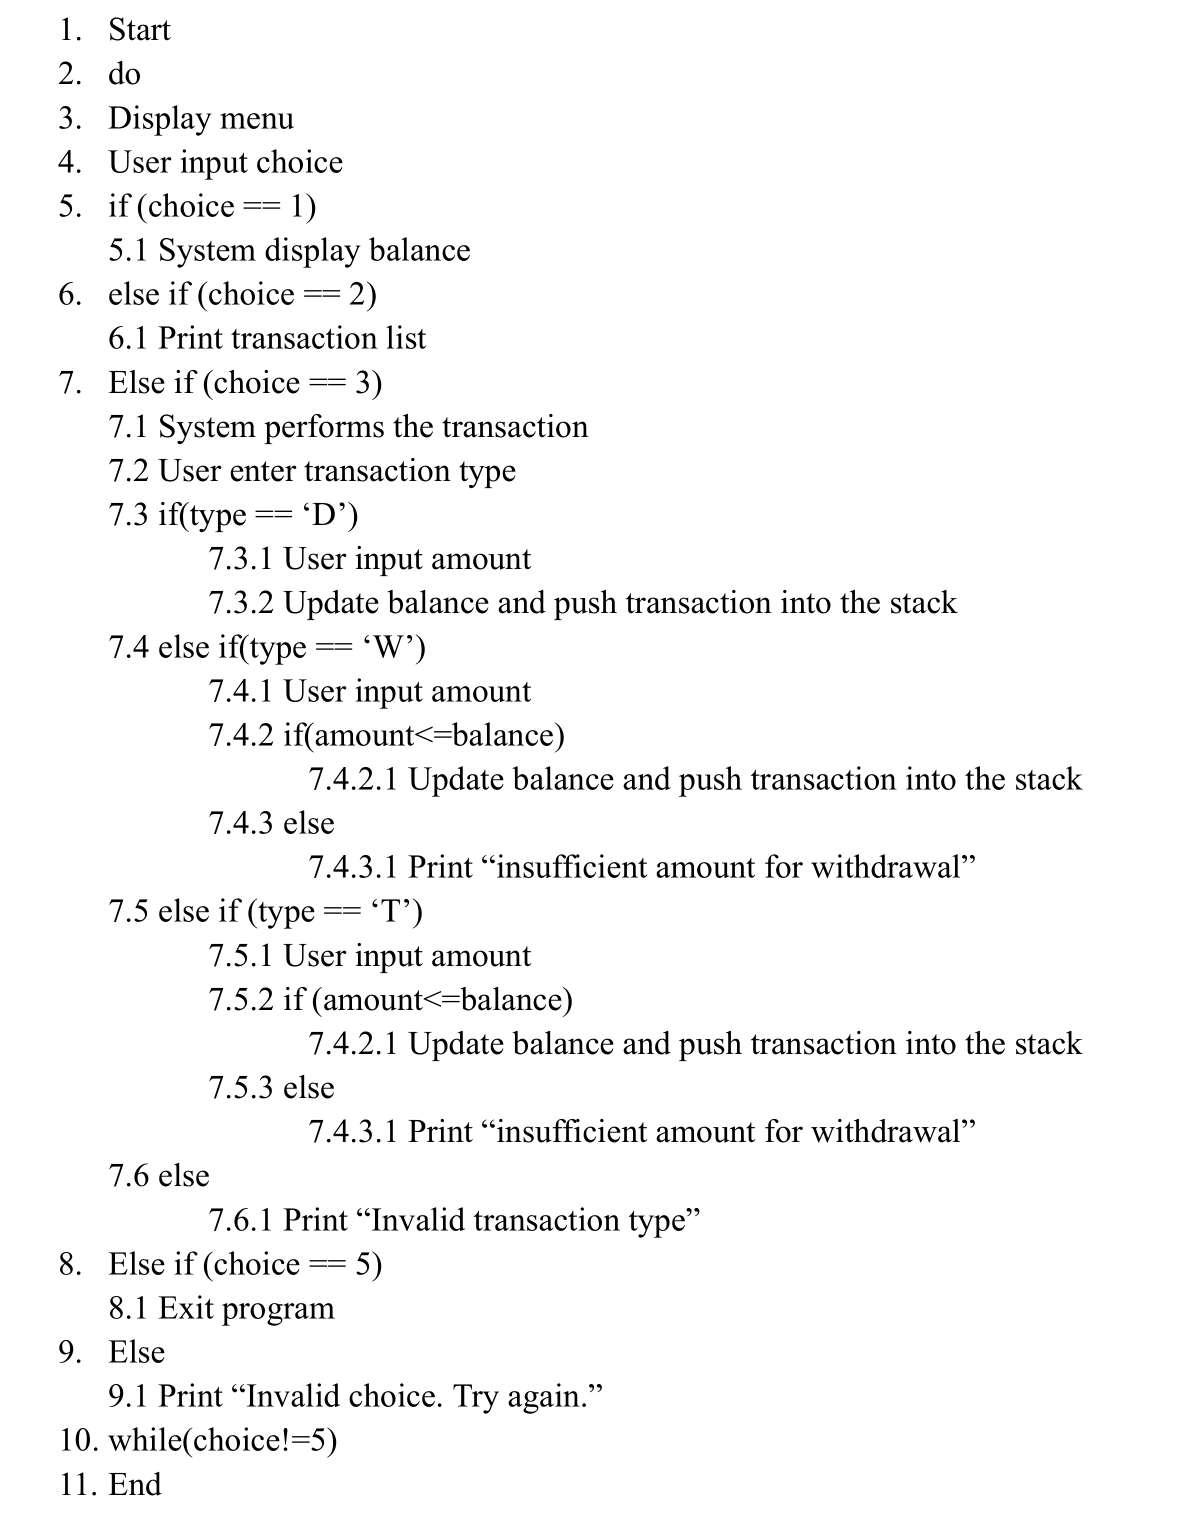 1. Start
2. do
3. Display menu
4. User input choice
5. if (choice == 1)
5.1 System display balance
6. else if (choice == 2)
6.1 Print transaction list
7. Else if (choice == 3)
7.1 System performs the transaction
7.2 User enter transaction type
7.3 if(type == ‘D’)
7.3.1 User input amount
7.3.2 Update balance and push transaction into the stack
7.4 else if(type == ‘W’)
7.4.1 User input amount
7.4.2 if(amount<=balance)
7.4.2.1 Update balance and push transaction into the stack
7.4.3 else
7.4.3.1 Print “insufficient amount for withdrawal”
7.5 else if (type == ‘T’)
7.5.1 User input amount
7.5.2 if (amount<=balance)
7.4.2.1 Update balance and push transaction into the stack
7.5.3 else
7.4.3.1 Print “insufficient amount for withdrawal”
7.6 else
7.6.1 Print “Invalid transaction type”
8. Else if (choice == 5)
8.1 Exit program
9. Else
9.1 Print “Invalid choice. Try again.”
10. while(choice!=5)
11. End